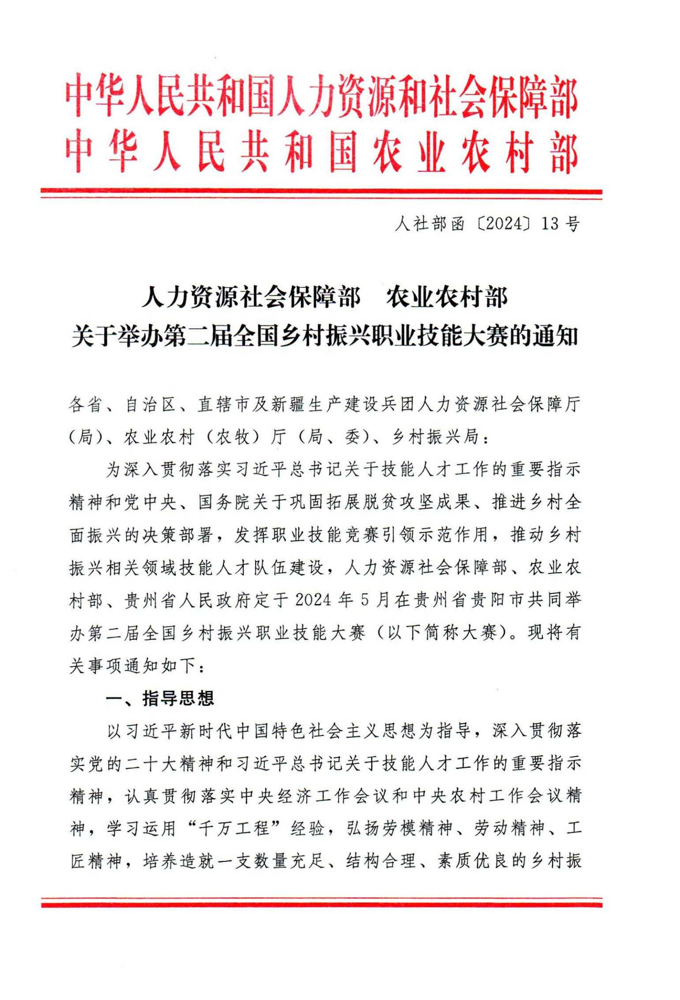 中华人民共和国人力资源和社会保障部
中华人民共和国农业农村部
人社部函〔2024〕13号
人力资源社会保障部　农业农村部
关于举办第二届全国乡村振兴职业技能大赛的通知
各省、自治区、直辖市及新疆生产建设兵团人力资源社会保障厅
（局）、农业农村（农牧）厅（局、委）、乡村振兴局：
为深入贯彻落实习近平总书记关于技能人才工作的重要指示
精神和党中央、国务院关于巩固拓展脱贫攻坚成果、推进乡村全
面振兴的决策部署，发挥职业技能竞赛引领示范作用，推动乡村
振兴相关领域技能人才队伍建设，人力资源社会保障部、农业农
村部、贵州省人民政府定于2024年5月在贵州省贵阳市共同举
办第二届全国乡村振兴职业技能大赛（以下简称大赛）。现将有
关事项通知如下：
一、指导思想
以习近平新时代中国特色社会主义思想为指导，深入贯彻落
实党的二十大精神和习近平总书记关于技能人才工作的重要指示
精神，认真贯彻落实中央经济工作会议和中央农村工作会议精
神，学习运用“千万工程”经验，弘扬劳模精神、劳动精神、工
匠精神，培养造就一支数量充足、结构合理、素质优良的乡村振